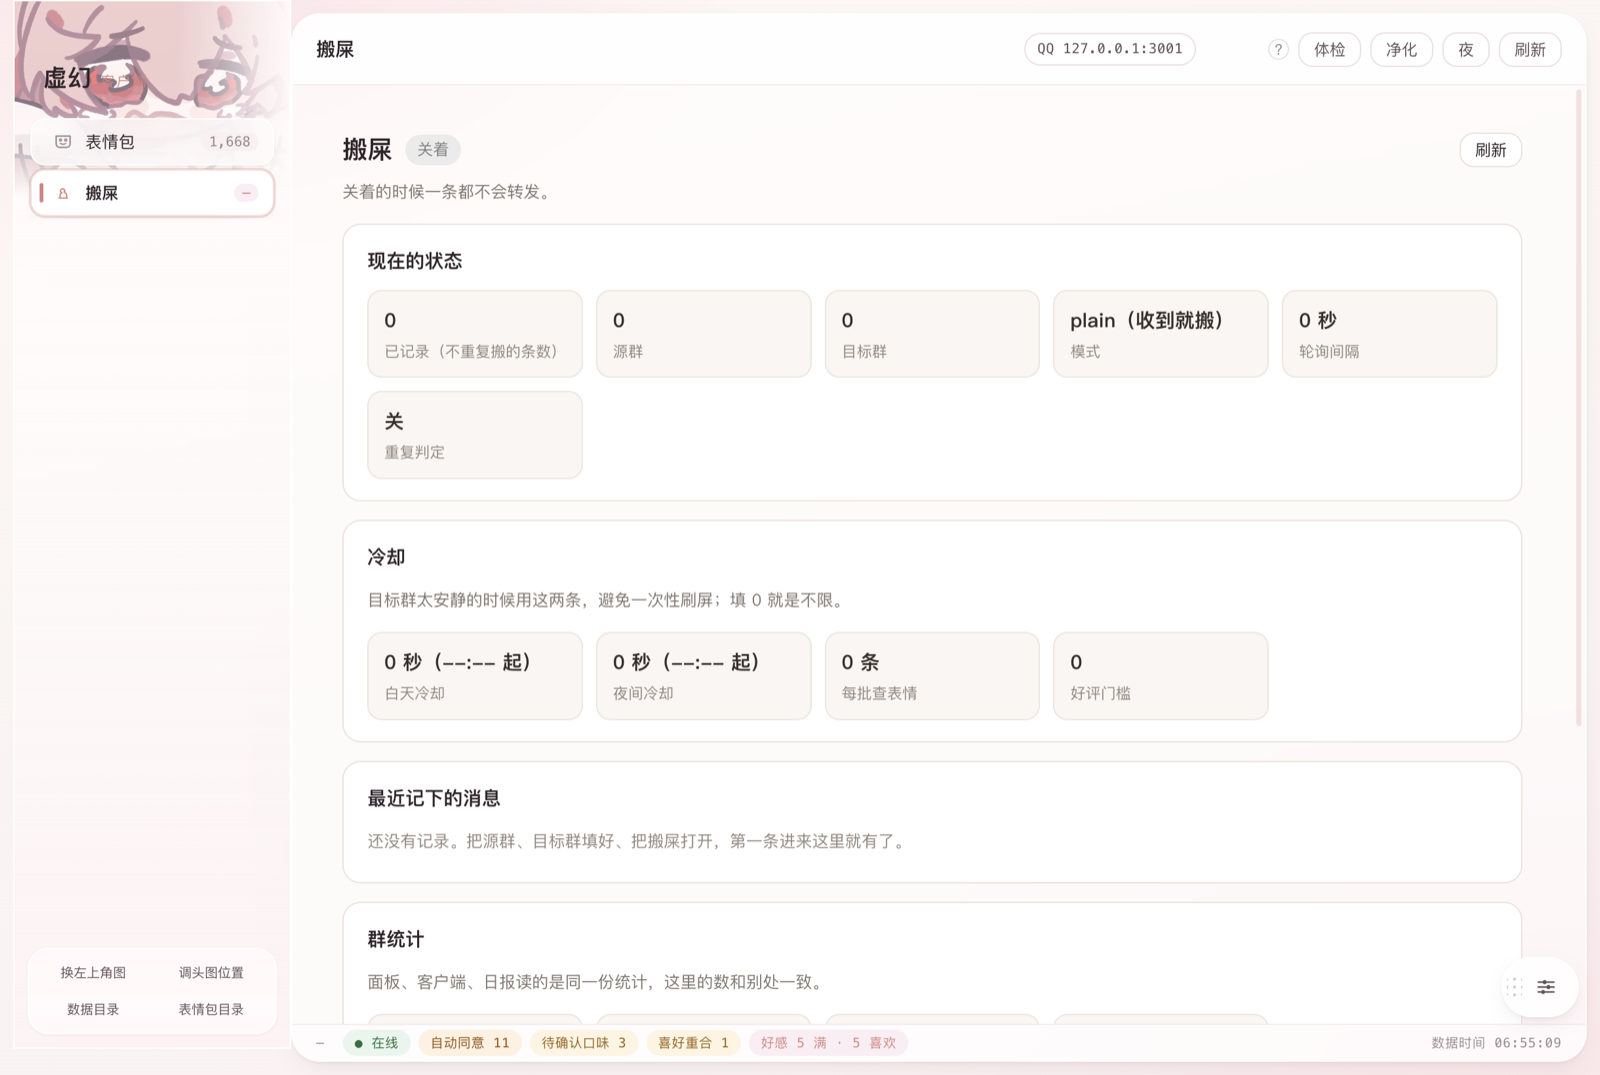 虚幻
表情包 1,668
搬屎 —
换左上角图 调头图位置
数据目录 表情包目录
搬屎
QQ 127.0.0.1:3001
? 体检 净化 夜 刷新
搬屎 关着 刷新
关着的时候一条都不会转发。
现在的状态
0
已记录（不重复搬的条数）
0
源群
0
目标群
plain（收到就搬）
模式
0 秒
轮询间隔
关
重复判定
冷却
目标群太安静的时候用这两条，避免一次性刷屏；填 0 就是不限。
0 秒（--:-- 起）
白天冷却
0 秒（--:-- 起）
夜间冷却
0 条
每批查表情
0
好评门槛
最近记下的消息
还没有记录。把源群、目标群填好、把搬屎打开，第一条进来这里就有了。
群统计
面板、客户端、日报读的是同一份统计，这里的数和别处一致。
— 在线 自动同意 11 待确认口味 3 喜好重合 1 好感 5 满 · 5 喜欢 数据时间 06:55:09